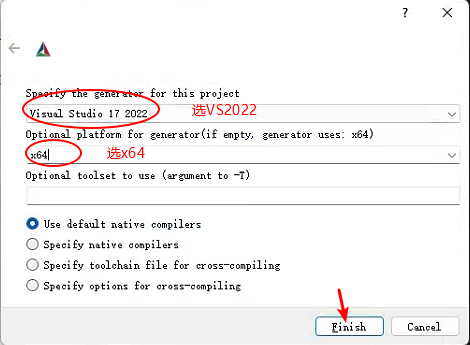 ?
Specify the generator for this project
Visual Studio 17 2022 选VS2022
Optional platform for generator(if empty, generator uses: x64)
x64 选x64
Optional toolset to use (argument to -T)
Use default native compilers
Specify native compilers
Specify toolchain file for cross-compiling
Specify options for cross-compiling
Finish Cancel